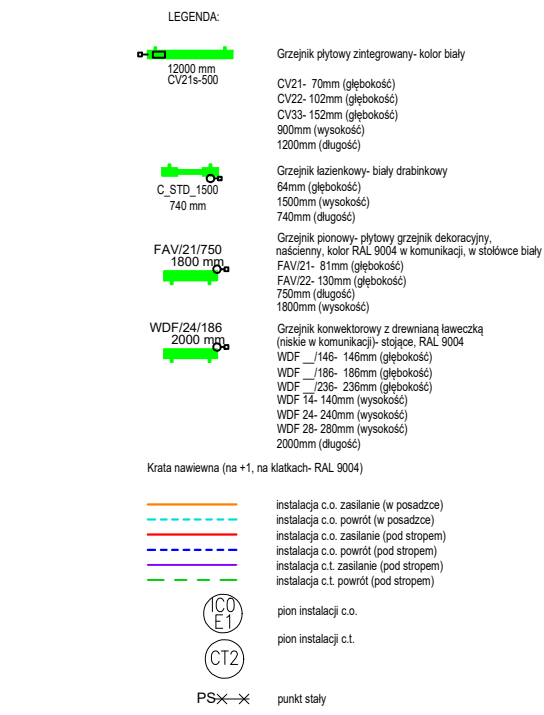 LEGENDA:
12000 mm
CV21s-500
Grzejnik płytowy zintegrowany- kolor biały
CV21- 70mm (głębokość)
CV22- 102mm (głębokość)
CV33- 152mm (głębokość)
900mm (wysokość)
1200mm (długość)
C_STD_1500
740 mm
Grzejnik łazienkowy- biały drabinkowy
64mm (głębokość)
1500mm (wysokość)
740mm (długość)
FAV/21/750
1800 mm
Grzejnik pionowy- płytowy grzejnik dekoracyjny,
naścienny, kolor RAL 9004 w komunikacji, w stołówce biały
FAV/21- 81mm (głębokość)
FAV/22- 130mm (głębokość)
750mm (długość)
1800mm (wysokość)
WDF/24/186
2000 mm
Grzejnik konwektorowy z drewnianą ławeczką
(niskie w komunikacji)- stojące, RAL 9004
WDF __/146- 146mm (głębokość)
WDF __/186- 186mm (głębokość)
WDF __/236- 236mm (głębokość)
WDF 14- 140mm (wysokość)
WDF 24- 240mm (wysokość)
WDF 28- 280mm (wysokość)
2000mm (długość)
Krata nawiewna (na +1, na klatkach- RAL 9004)
instalacja c.o. zasilanie (w posadzce)
instalacja c.o. powrót (w posadzce)
instalacja c.o. zasilanie (pod stropem)
instalacja c.o. powrót (pod stropem)
instalacja c.t. zasilanie (pod stropem)
instalacja c.t. powrót (pod stropem)
ICO
E1
pion instalacji c.o.
pion instalacji c.t.
CT2
PS
punkt stały